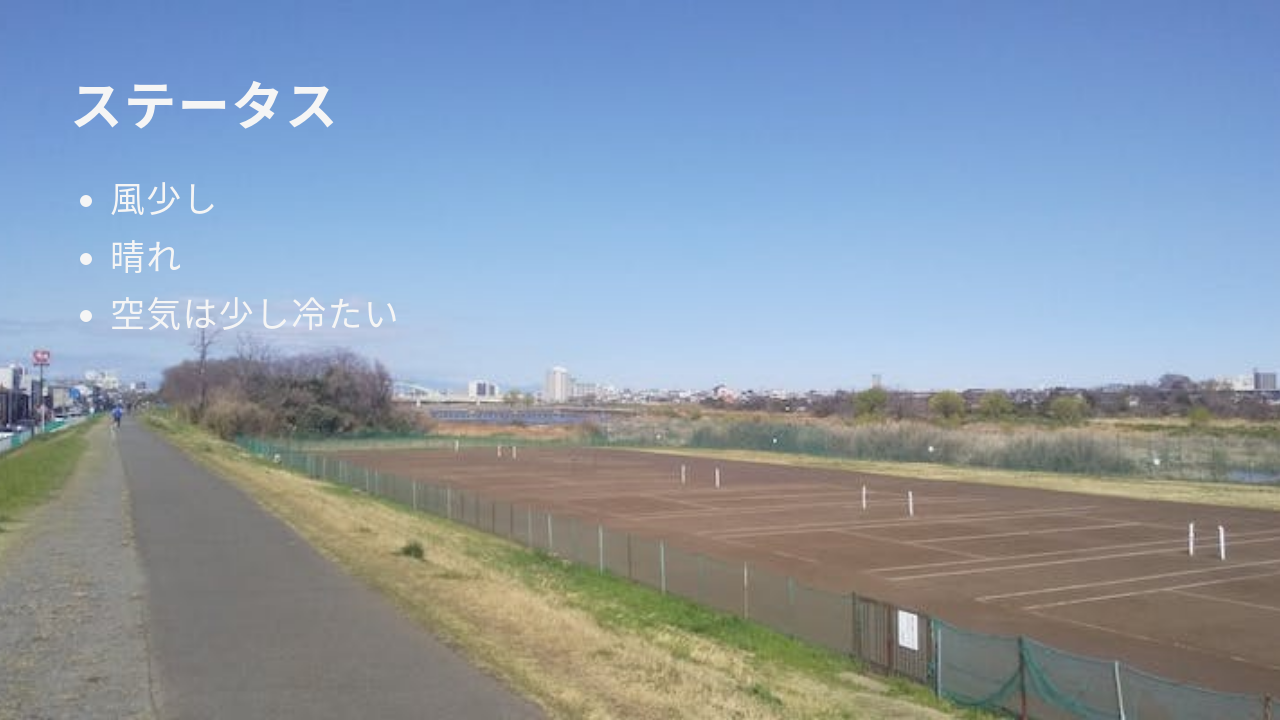 ステータス
風少し
晴れ
空気は少し冷たい